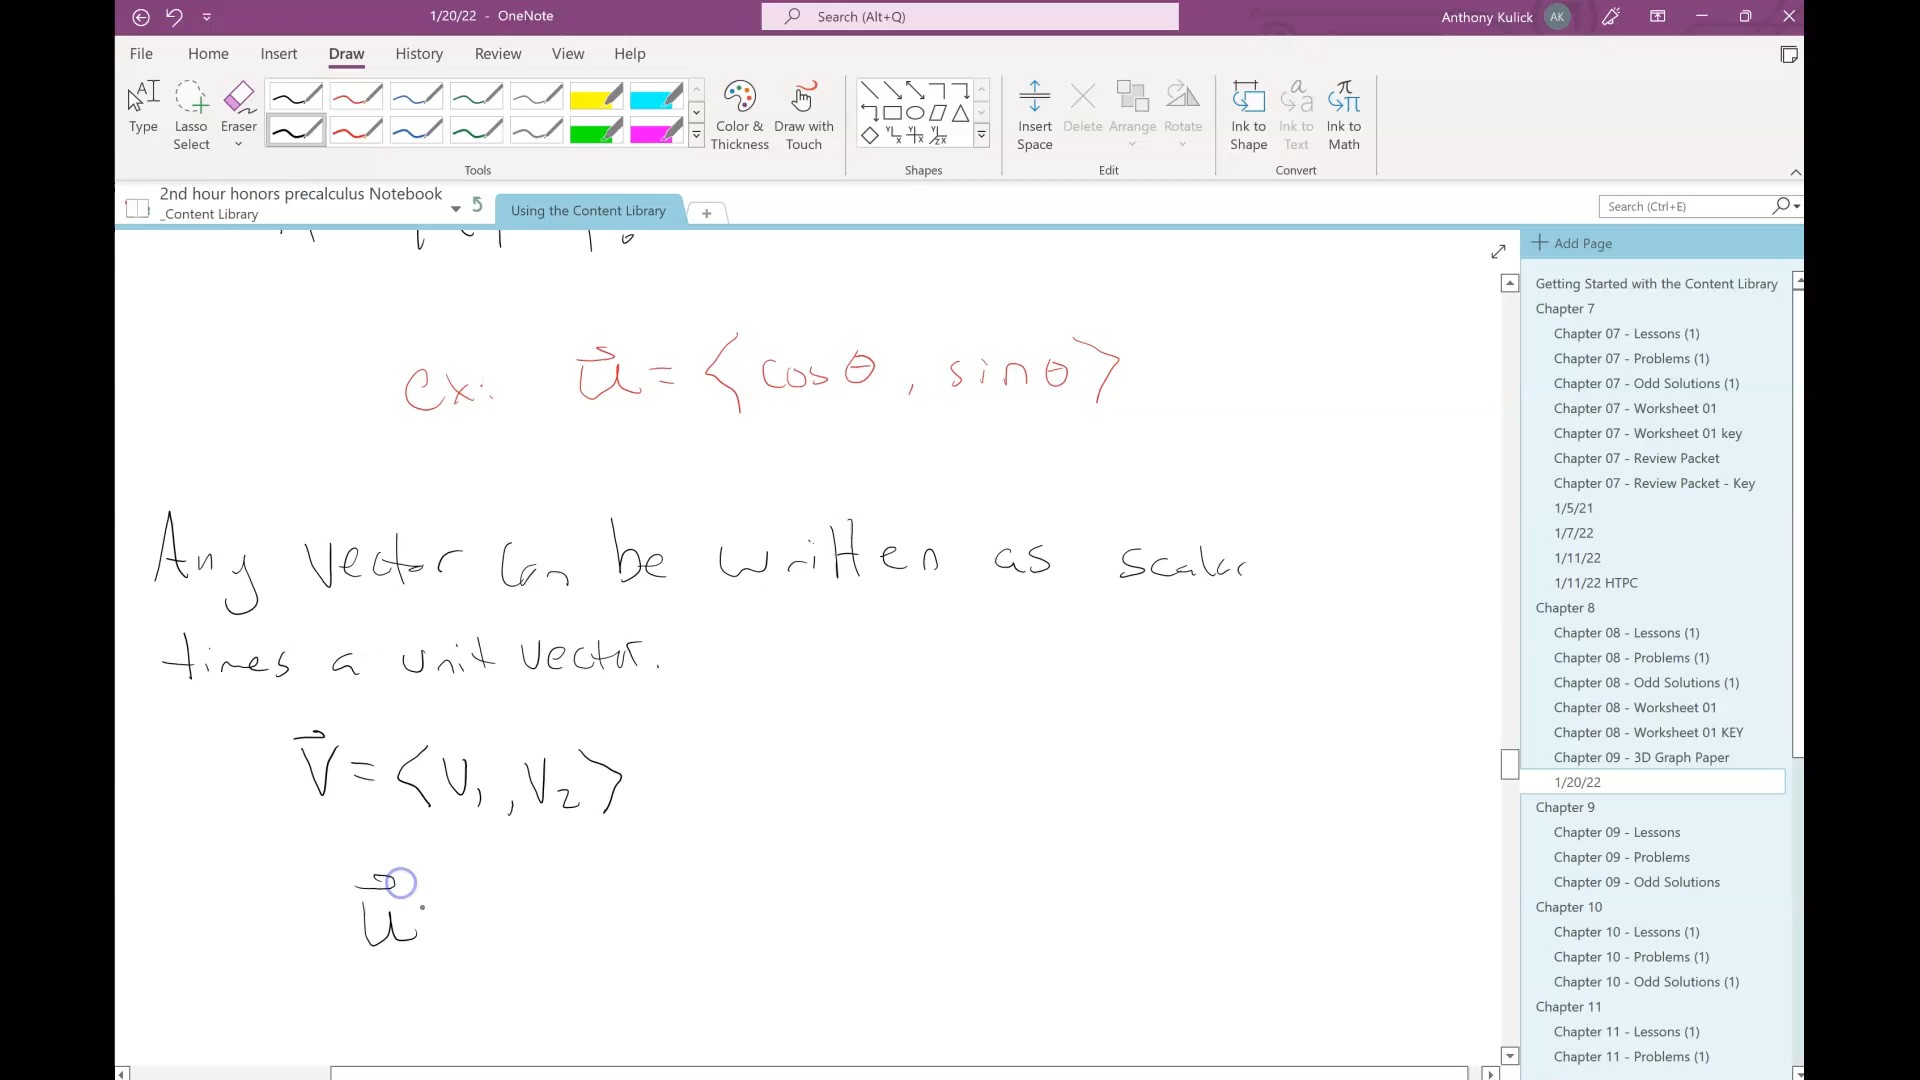 1/20/22 - OneNote
Search (Alt+Q)
Anthony Kulick AK
File Home Insert Draw History Review View Help
Type
Lasso Select
Eraser
Color & Thickness
Draw with Touch
Insert Space
Delete
Arrange
Rotate
Ink to Shape
Ink to Text
Ink to Math
Tools Shapes Edit Convert
2nd hour honors precalculus Notebook
_Content Library
Using the Content Library
Search (Ctrl+E)
ex: u⃗ = ⟨cosθ, sinθ⟩
Any vector can be written as scalar
times a unit vector.
v⃗ = ⟨v₁, v₂⟩
u⃗
Add Page
Getting Started with the Content Library
Chapter 7
Chapter 07 - Lessons (1)
Chapter 07 - Problems (1)
Chapter 07 - Odd Solutions (1)
Chapter 07 - Worksheet 01
Chapter 07 - Worksheet 01 key
Chapter 07 - Review Packet
Chapter 07 - Review Packet - Key
1/5/21
1/7/22
1/11/22
1/11/22 HTPC
Chapter 8
Chapter 08 - Lessons (1)
Chapter 08 - Problems (1)
Chapter 08 - Odd Solutions (1)
Chapter 08 - Worksheet 01
Chapter 08 - Worksheet 01 KEY
Chapter 09 - 3D Graph Paper
1/20/22
Chapter 9
Chapter 09 - Lessons
Chapter 09 - Problems
Chapter 09 - Odd Solutions
Chapter 10
Chapter 10 - Lessons (1)
Chapter 10 - Problems (1)
Chapter 10 - Odd Solutions (1)
Chapter 11
Chapter 11 - Lessons (1)
Chapter 11 - Problems (1)